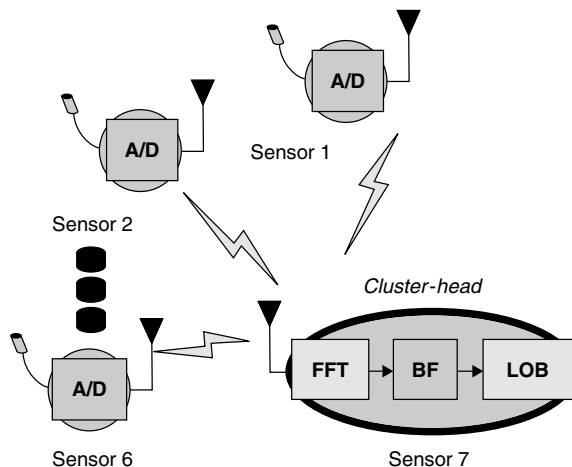 A/D
Sensor 1
A/D
Sensor 2
A/D
Sensor 6
Cluster-head
FFT
BF
LOB
Sensor 7